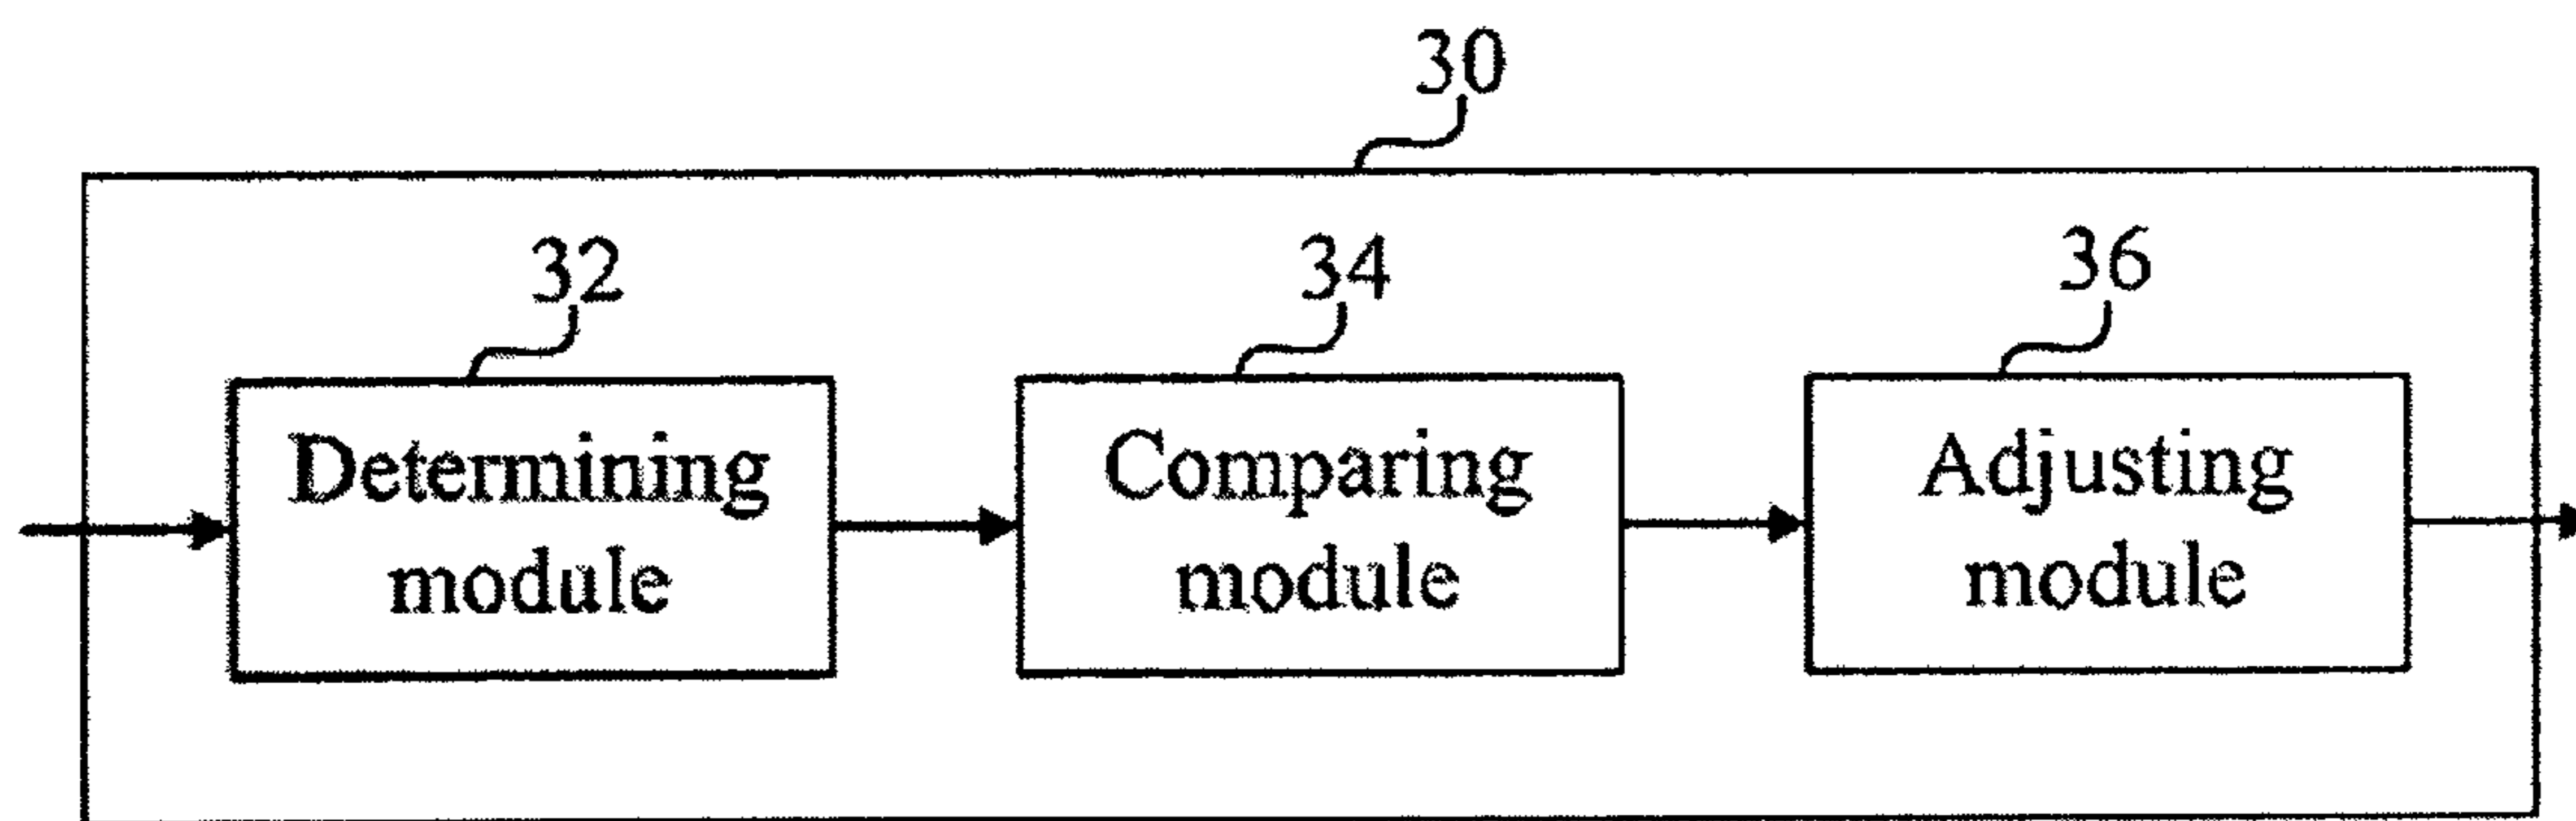 30
32
34
36
Determining
module
Comparing
module
Adjusting
module